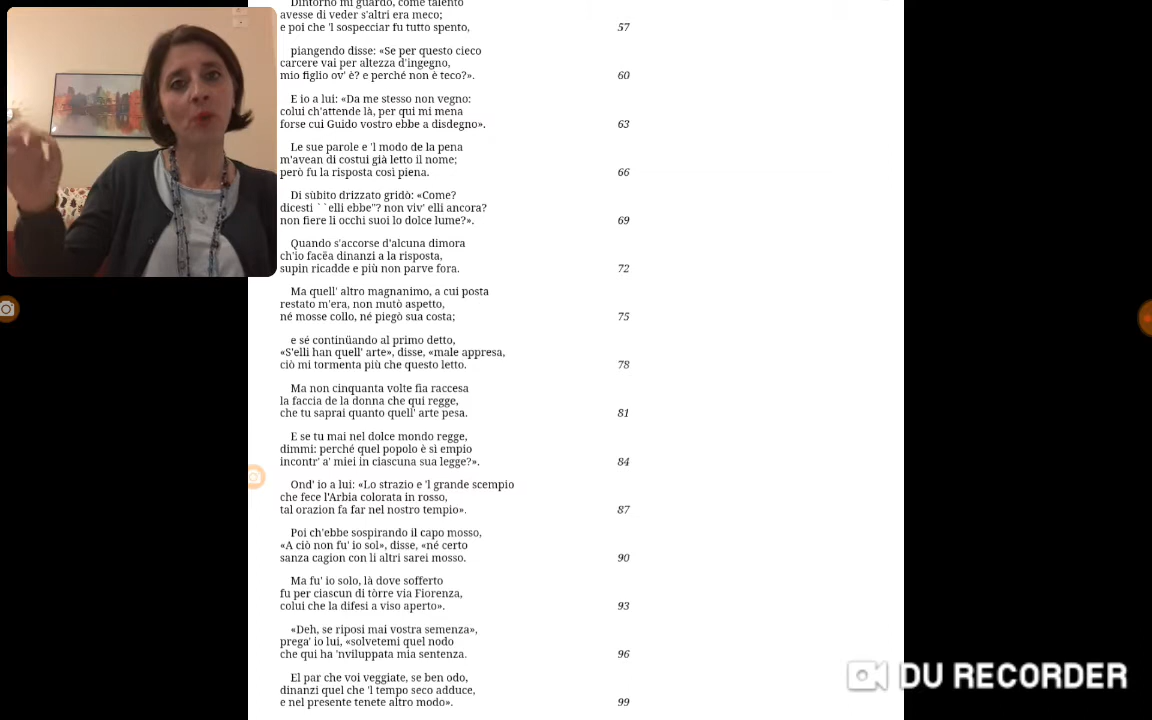 Dintorno mi guardò, come talento
avesse di veder s'altri era meco;
e poi che 'l sospecciar fu tutto spento,
57
piangendo disse: «Se per questo cieco
carcere vai per altezza d'ingegno,
mio figlio ov' è? e perché non è teco?».
60
E io a lui: «Da me stesso non vegno:
colui ch'attende là, per qui mi mena
forse cui Guido vostro ebbe a disdegno».
63
Le sue parole e 'l modo de la pena
m'avean di costui già letto il nome;
però fu la risposta così piena.
66
Di sùbito drizzato gridò: «Come?
dicesti ``elli ebbe"? non viv' elli ancora?
non fiere li occhi suoi lo dolce lume?».
69
Quando s'accorse d'alcuna dimora
ch'io facëa dinanzi a la risposta,
supin ricadde e più non parve fora.
72
Ma quell' altro magnanimo, a cui posta
restato m'era, non mutò aspetto,
né mosse collo, né piegò sua costa;
75
e sé continüando al primo detto,
«S'elli han quell' arte», disse, «male appresa,
ciò mi tormenta più che questo letto.
78
Ma non cinquanta volte fia raccesa
la faccia de la donna che qui regge,
che tu saprai quanto quell' arte pesa.
81
E se tu mai nel dolce mondo regge,
dimmi: perché quel popolo è sì empio
incontr' a' miei in ciascuna sua legge?».
84
Ond' io a lui: «Lo strazio e 'l grande scempio
che fece l'Arbia colorata in rosso,
tal orazion fa far nel nostro tempio».
87
Poi ch'ebbe sospirando il capo mosso,
«A ciò non fu' io sol», disse, «né certo
sanza cagion con li altri sarei mosso.
90
Ma fu' io solo, là dove sofferto
fu per ciascun di tòrre via Fiorenza,
colui che la difesi a viso aperto».
93
«Deh, se riposi mai vostra semenza»,
prega' io lui, «solvetemi quel nodo
che qui ha 'nviluppata mia sentenza.
96
El par che voi veggiate, se ben odo,
dinanzi quel che 'l tempo seco adduce,
e nel presente tenete altro modo».
99
DU RECORDER